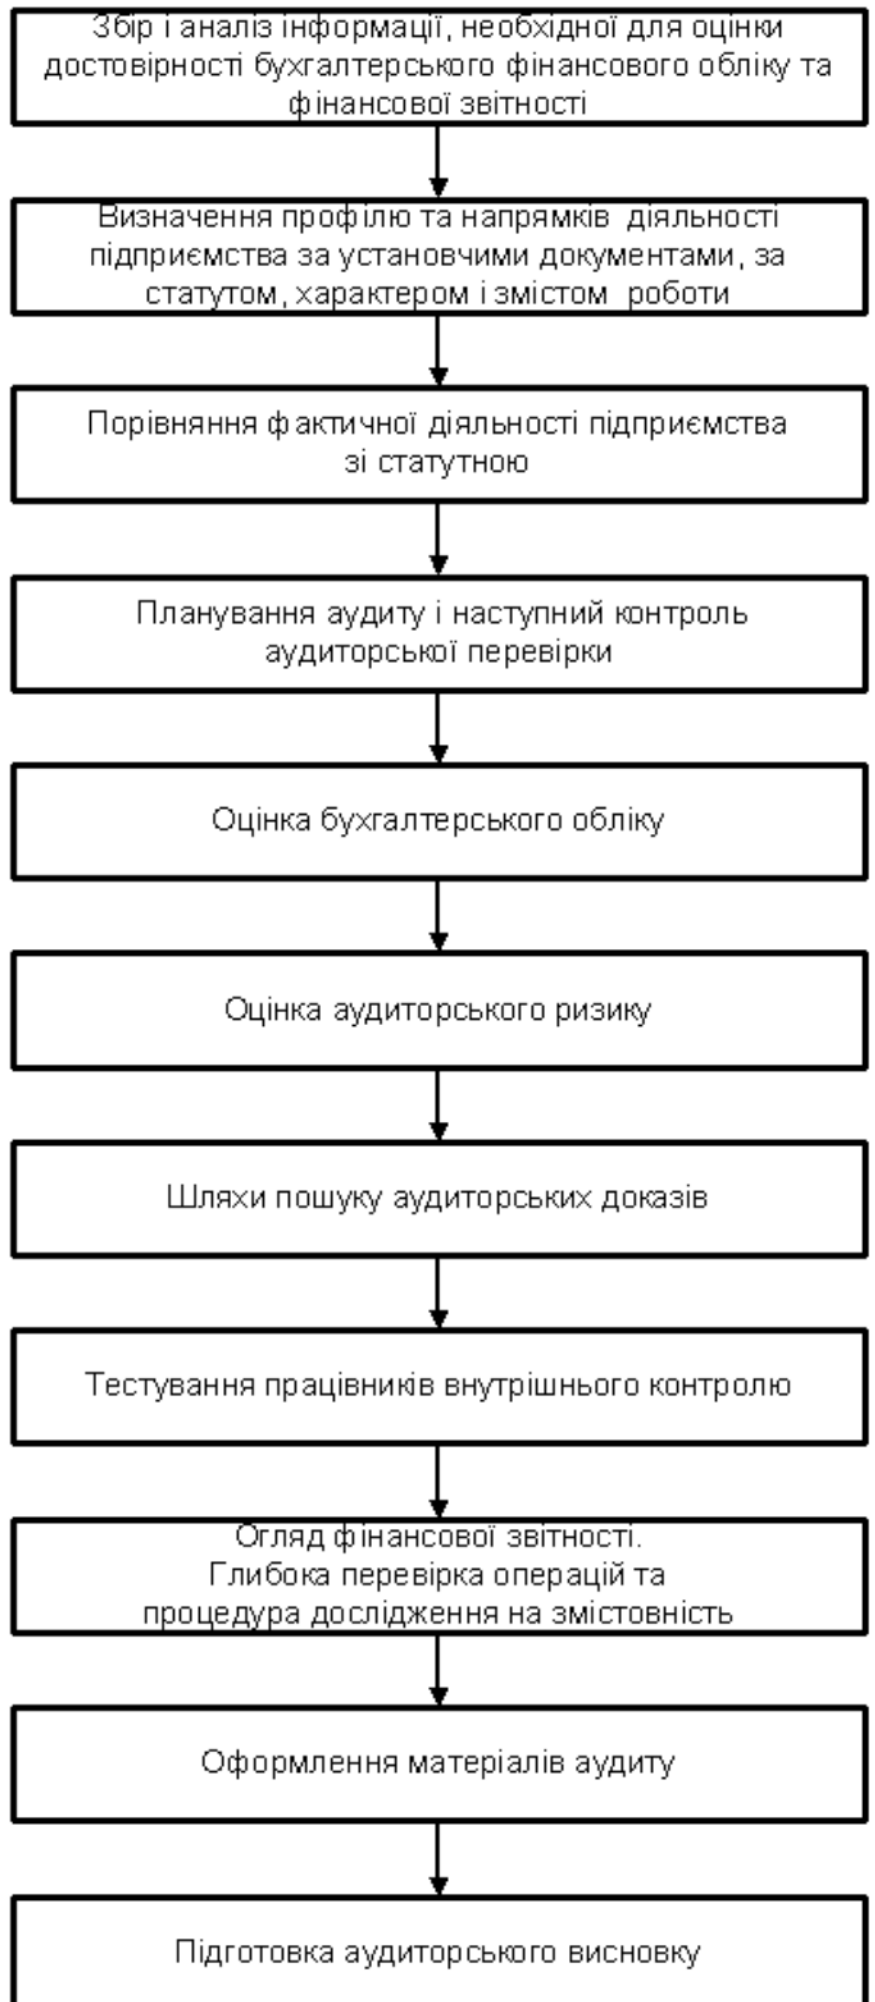 Збір і аналіз інформації, необхідної для оцінки
достовірності бухгалтерського фінансового обліку та
фінансової звітності
Визначення профілю та напрямків діяльності
підприємства за установчими документами, за
статутом, характером і змістом роботи
Порівняння фактичної діяльності підприємства
зі статутною
Планування аудиту і наступний контроль
аудиторської перевірки
Оцінка бухгалтерського обліку
Оцінка аудиторського ризику
Шляхи пошуку аудиторських доказів
Тестування працівників внутрішнього контролю
Огляд фінансової звітності.
Глибока перевірка операцій та
процедура дослідження на змістовність
Оформлення матеріалів аудиту
Підготовка аудиторського висновку